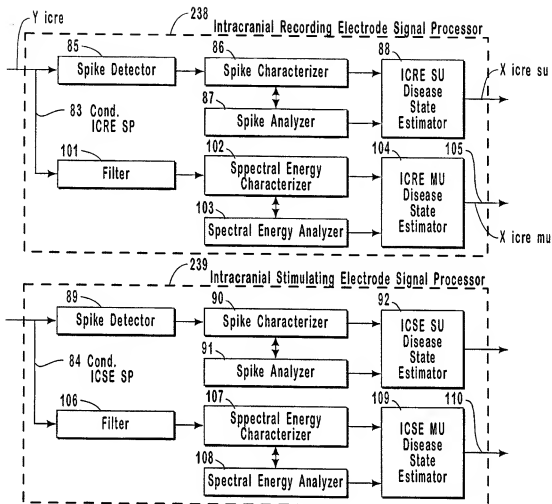 Y icre
238
Intracranial Recording Electrode Signal Processor
85
Spike Detector
86
Spike Characterizer
88
ICRE SU
Disease
State
Estimator
X icre su
87
Spike Analyzer
83 Cond.
ICRE SP
101
Filter
102
Sppectral Energy
Characterizer
104
ICRE MU
Disease
State
Estimator
105
103
Spectral Energy Analyzer
X icre mu
239
Intracranial Stimulating Electrode Signal Processor
89
Spike Detector
90
Spike Characterizer
92
ICSE SU
Disease
State
Estimator
91
Spike Analyzer
84 Cond.
ICSE SP
106
Filter
107
Sppectral Energy
Characterizer
109
ICSE MU
Disease
State
Estimator
110
108
Spectral Energy Analyzer